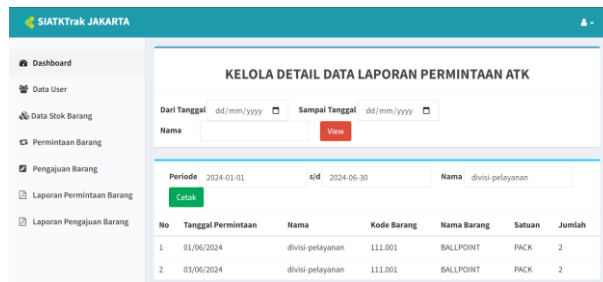 SIATKTrak JAKARTA
Dashboard
Data User
Data Stok Barang
Permintaan Barang
Pengajuan Barang
Laporan Permintaan Barang
Laporan Pengajuan Barang
KELOLA DETAIL DATA LAPORAN PERMINTAAN ATK
Dari Tanggal dd/mm/yyyy Sampai Tanggal dd/mm/yyyy
Nama View
Periode 2024-01-01 s/d 2024-06-30 Nama divisi-pelayanan
Cetak
No Tanggal Permintaan Nama Kode Barang Nama Barang Satuan Jumlah
1 01/06/2024 divisi-pelayanan 111.001 BALLPOINT PACK 2
2 03/06/2024 divisi-pelayanan 111.001 BALLPOINT PACK 2